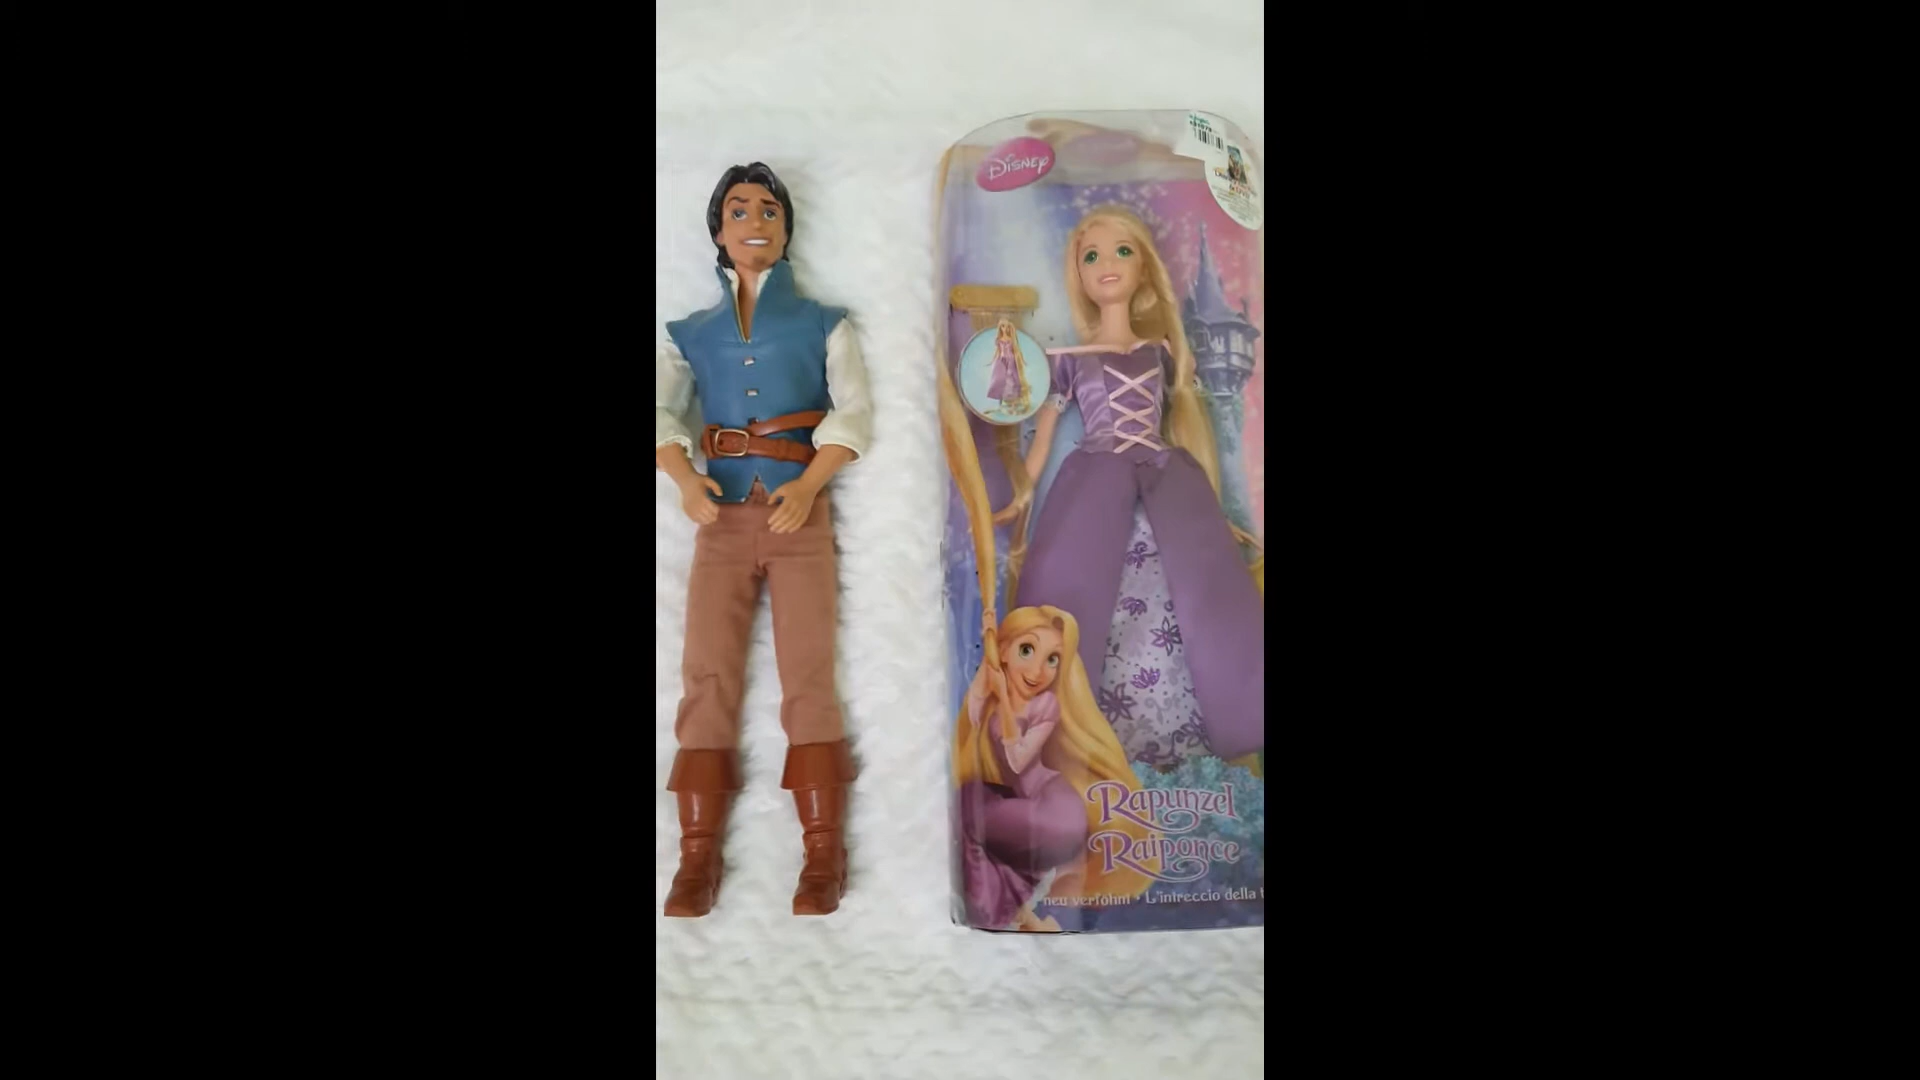 DISNEY
Rapunzel
Raiponce
neu verföhnt • L'intreccio della t